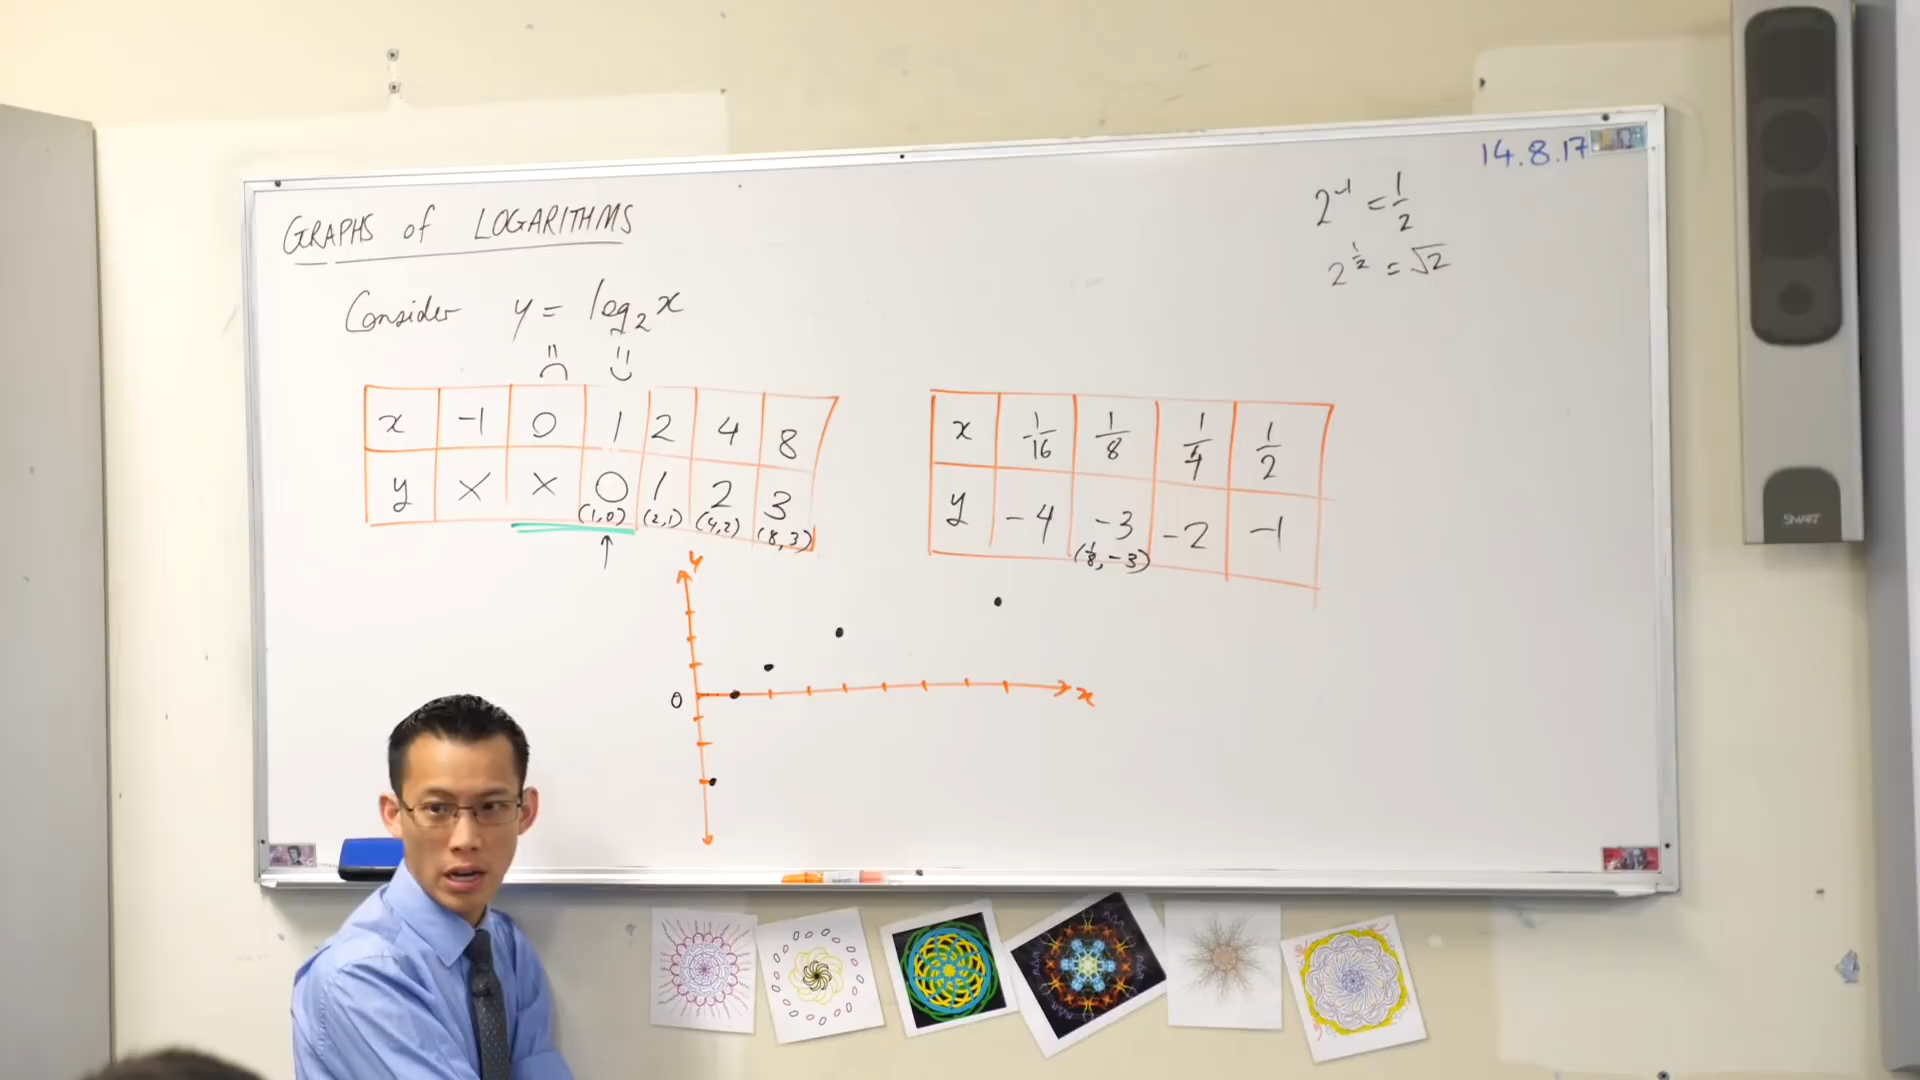 14.8.17
2⁻¹ = 1/2
2^½ = √2
GRAPHS of LOGARITHMS
Consider y = log₂x
x -1 0 1 2 4 8
y × × 0 1 2 3
(1,0) (2,1) (4,2) (8,3)
x 1/16 1/8 1/4 1/2
y -4 -3 -2 -1
(1/8, -3)
y
0
x
SMART